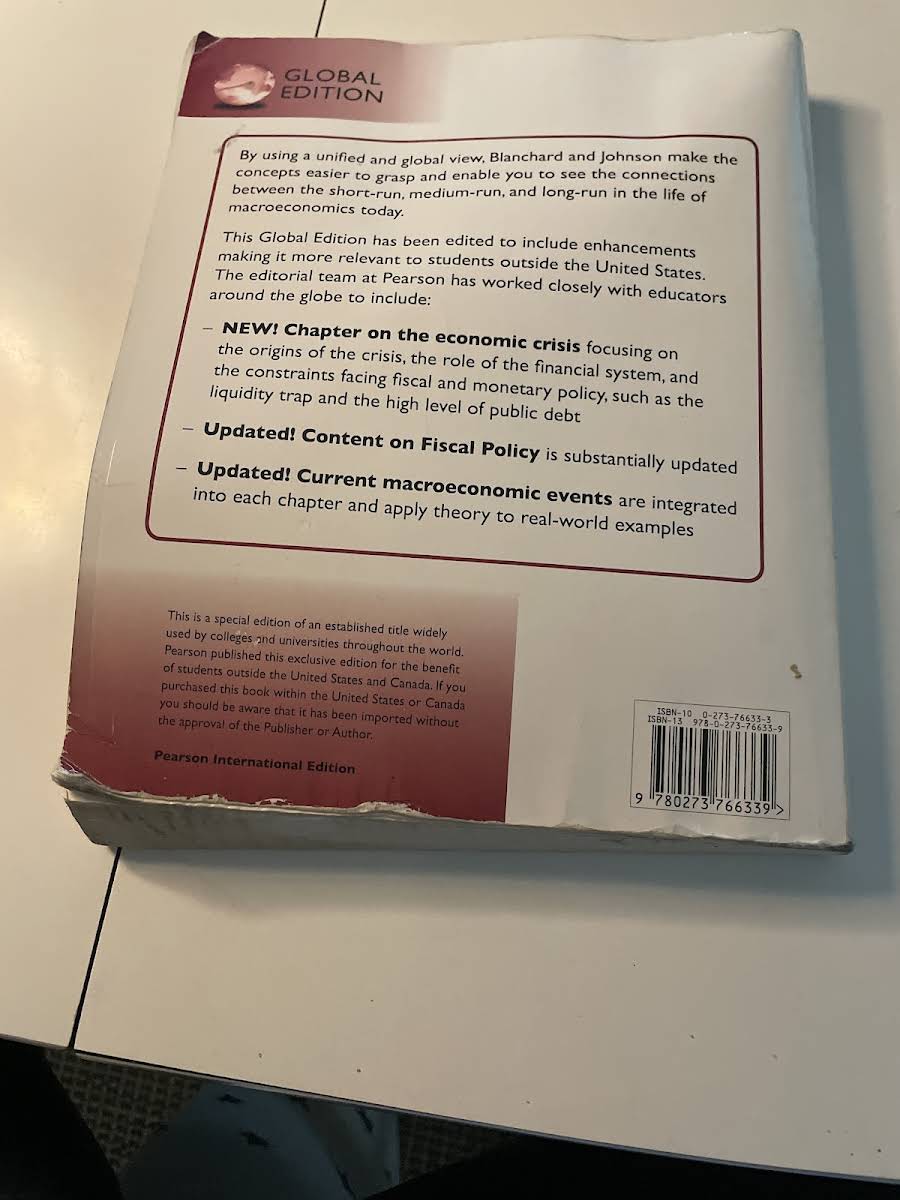 GLOBAL
EDITION
By using a unified and global view, Blanchard and Johnson make the
concepts easier to grasp and enable you to see the connections
between the short-run, medium-run, and long-run in the life of
macroeconomics today.
This Global Edition has been edited to include enhancements
making it more relevant to students outside the United States.
The editorial team at Pearson has worked closely with educators
around the globe to include:
– NEW! Chapter on the economic crisis focusing on
the origins of the crisis, the role of the financial system, and
the constraints facing fiscal and monetary policy, such as the
liquidity trap and the high level of public debt
– Updated! Content on Fiscal Policy is substantially updated
– Updated! Current macroeconomic events are integrated
into each chapter and apply theory to real-world examples
This is a special edition of an established title widely
used by colleges and universities throughout the world.
Pearson published this exclusive edition for the benefit
of students outside the United States and Canada. If you
purchased this book within the United States or Canada
you should be aware that it has been imported without
the approval of the Publisher or Author.
Pearson International Edition
ISBN-10 0-273-76633-3
ISBN-13 978-0-273-76633-9
9 780273 766339 >